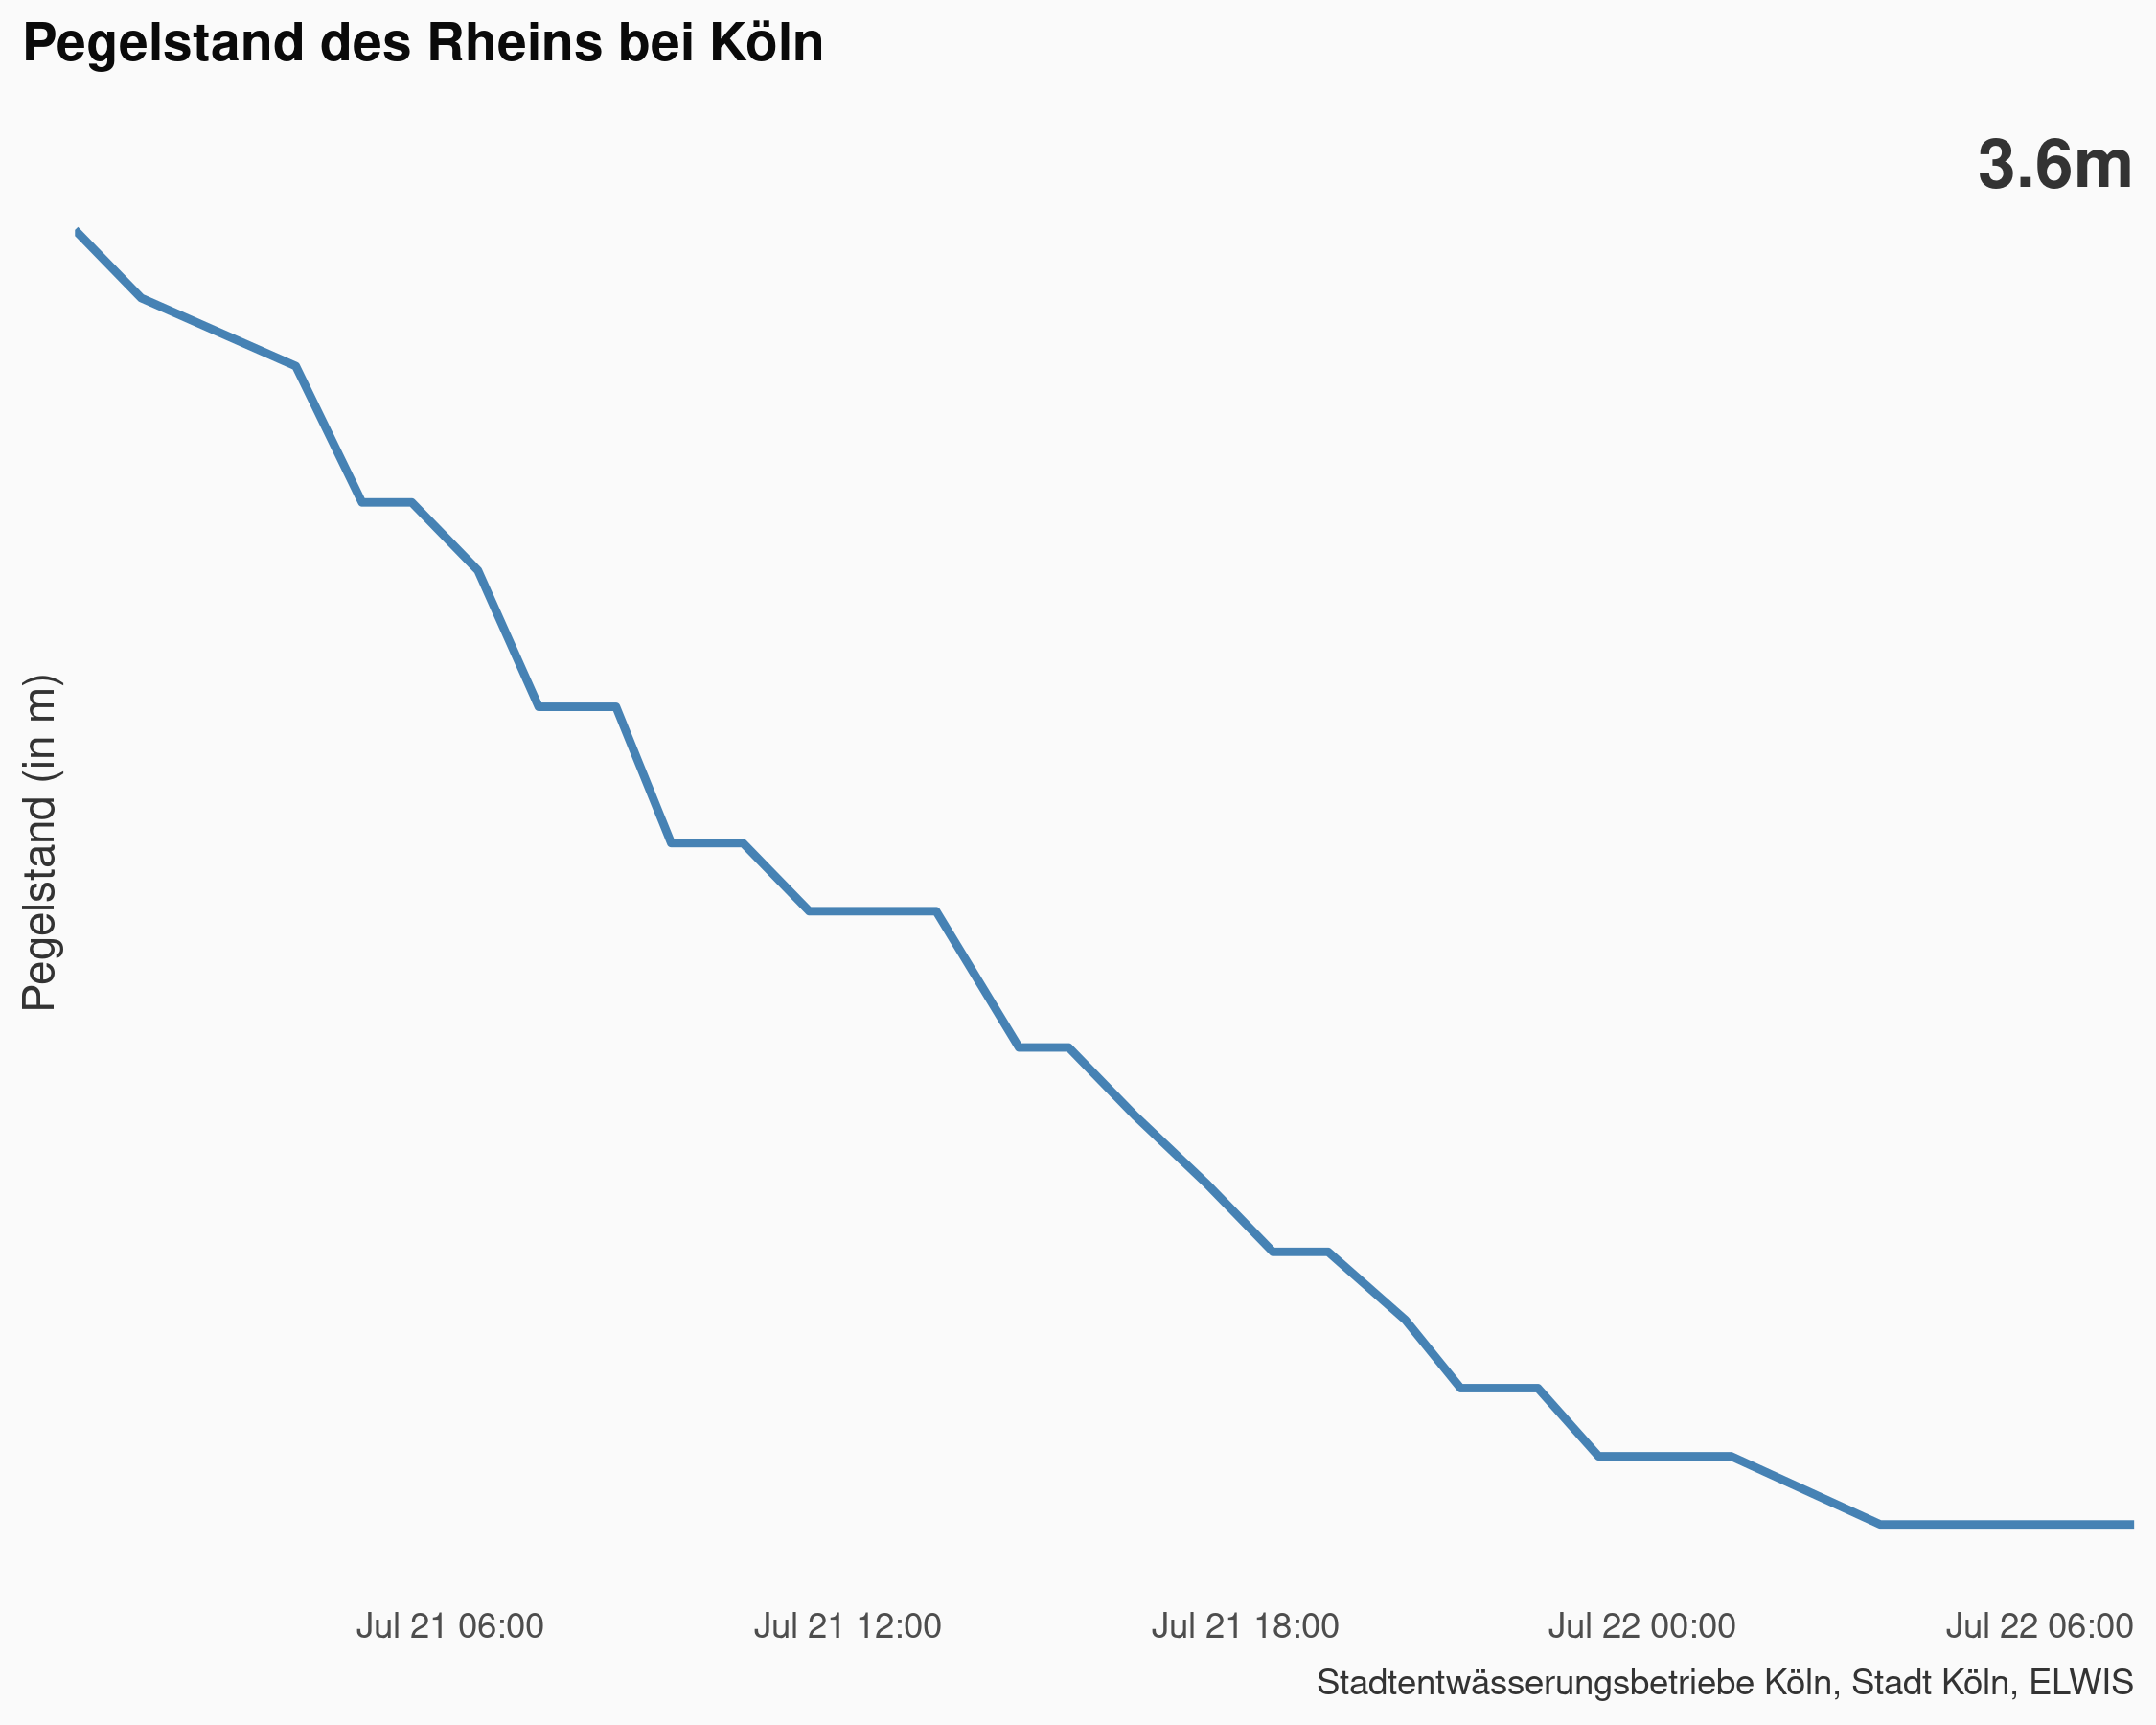 Pegelstand des Rheins bei Köln
3.6m
Pegelstand (in m)
Jul 21 06:00
Jul 21 12:00
Jul 21 18:00
Jul 22 00:00
Jul 22 06:00
Stadtentwässerungsbetriebe Köln, Stadt Köln, ELWIS